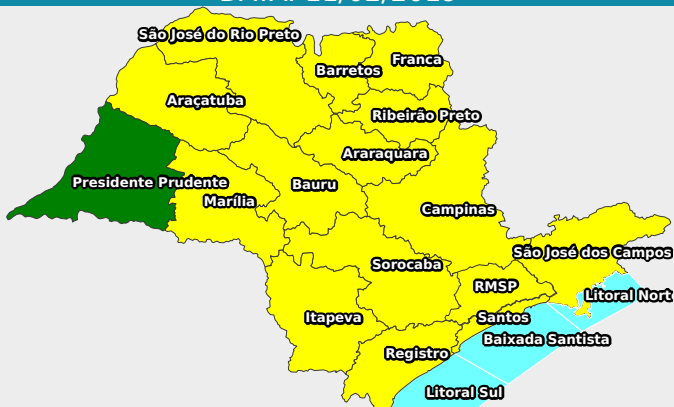 São José do Rio Preto
Franca
Barretos
Araçatuba
Ribeirão Preto
Araraquara
Presidente Prudente
Bauru
Marília
Campinas
São José dos Campos
Sorocaba
RMSP
Litoral Nort
Itapeva
Santos
Baixada Santista
Registro
Litoral Sul